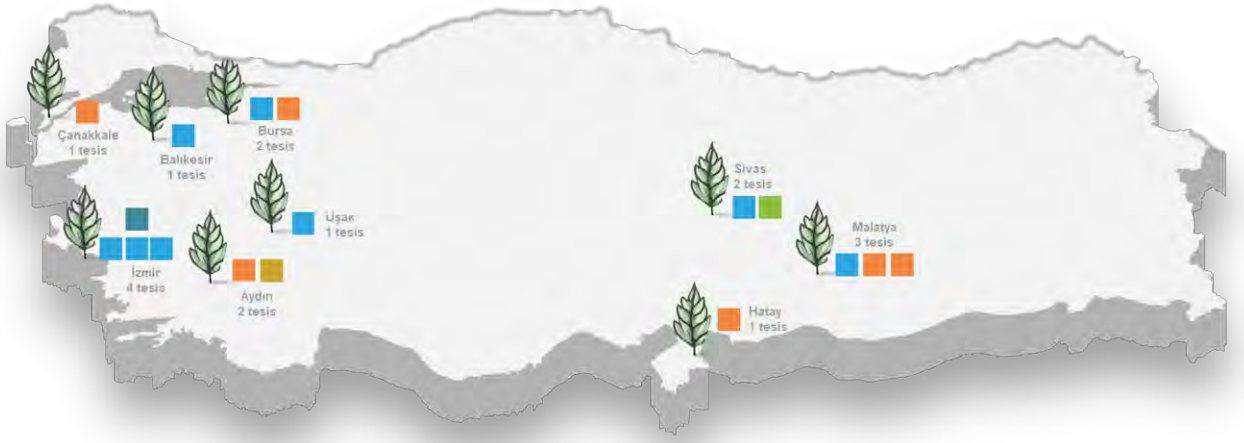 Çanakkale
1 tesis
Balıkesir
1 tesis
Bursa
2 tesis
Uşak
1 tesis
İzmir
4 tesis
Aydın
2 tesis
Sivas
2 tesis
Malatya
3 tesis
Hatay
1 tesis